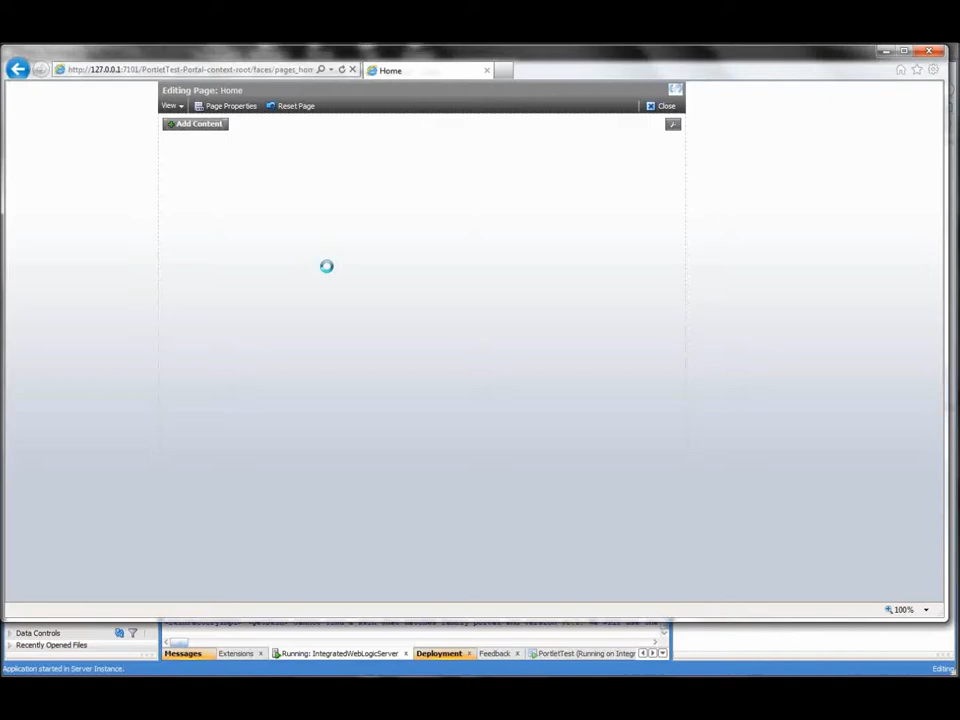 http://127.0.0.1:7101/PortletTest-Portal-context-root/faces/pages_hom
Home
Editing Page: Home
View
Page Properties
Reset Page
Close
Add Content
100%
Data Controls
Recently Opened Files
Messages
Extensions
Running: IntegratedWebLogicServer
Deployment
Feedback
PortletTest (Running on Integr
Application started in Server Instance.
Editing